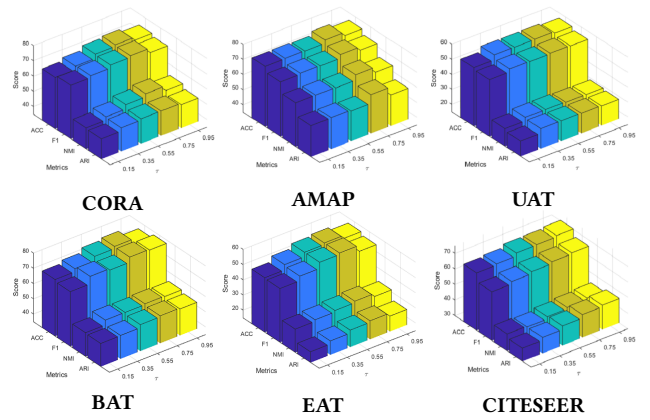 80
70
60
50
40
Score
ACC
F1
NMI
ARI
Metrics
0.15
0.35
0.55
0.75
0.95
τ
CORA
80
70
60
50
40
Score
ACC
F1
NMI
ARI
Metrics
0.15
0.35
0.55
0.75
0.95
τ
AMAP
60
50
40
30
20
Score
ACC
F1
NMI
ARI
Metrics
0.15
0.35
0.55
0.75
0.95
τ
UAT
80
70
60
50
40
Score
ACC
F1
NMI
ARI
Metrics
0.15
0.35
0.55
0.75
0.95
τ
BAT
60
50
40
30
20
Score
ACC
F1
NMI
ARI
Metrics
0.15
0.35
0.55
0.75
0.95
τ
EAT
70
60
50
40
30
Score
ACC
F1
NMI
ARI
Metrics
0.15
0.35
0.55
0.75
0.95
τ
CITESEER